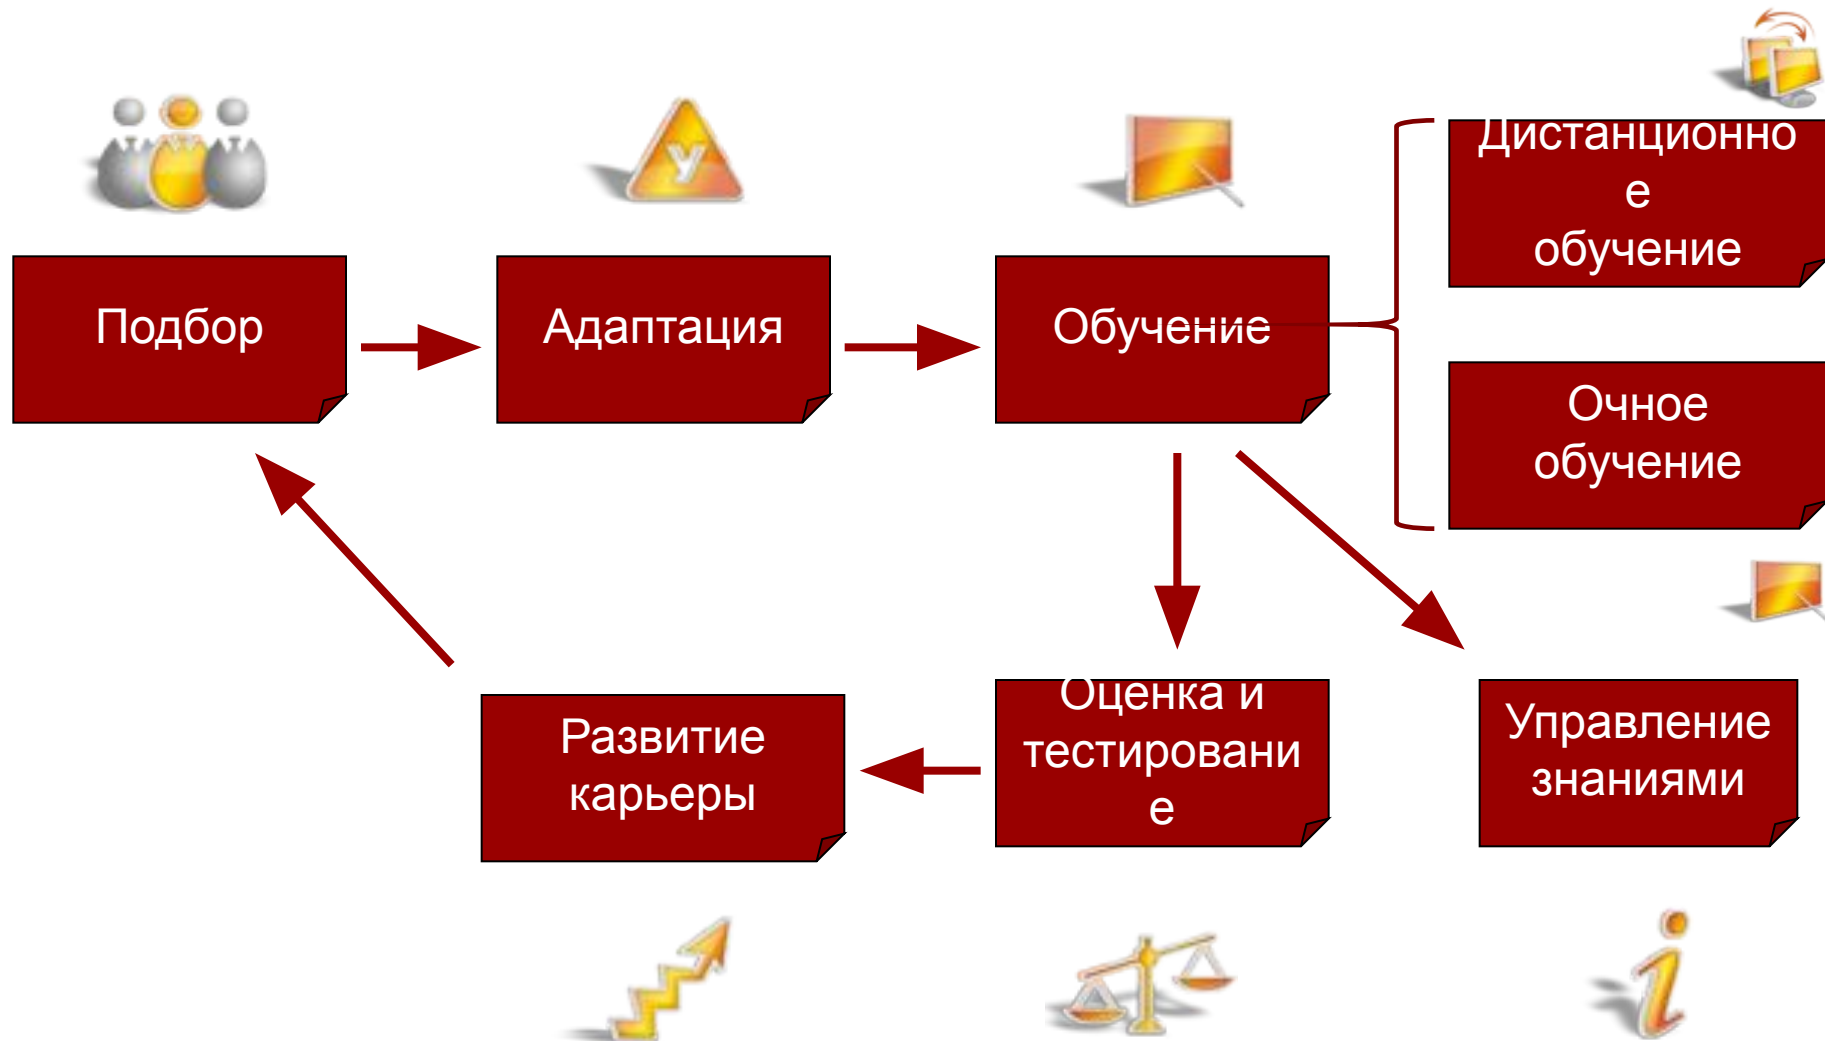 У
Дистанционно
е
обучение
Подбор
Адаптация
Обучение
Очное
обучение
Развитие
карьеры
Оценка и
тестировани
е
Управление
знаниями
i